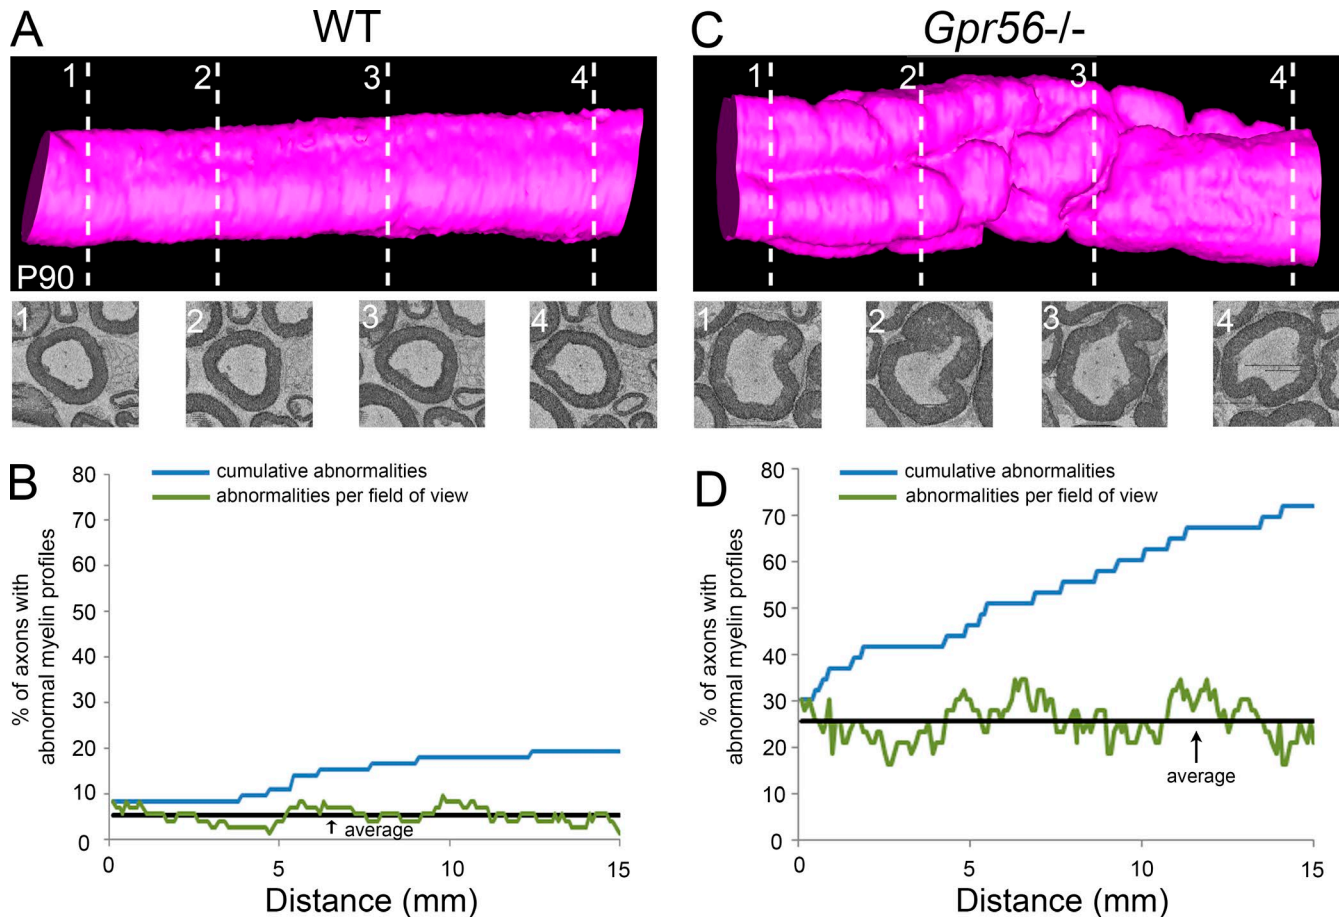 A
WT
1
2
3
4
P90
1
2
3
4
C
Gpr56-/-
1
2
3
4
1
2
3
4
B
cumulative abnormalities
abnormalities per field of view
% of axons with
abnormal myelin profiles
80
70
60
50
40
30
20
10
0
average
0
5
10
15
Distance (mm)
D
cumulative abnormalities
abnormalities per field of view
% of axons with
abnormal myelin profiles
80
70
60
50
40
30
20
10
0
average
0
5
10
15
Distance (mm)